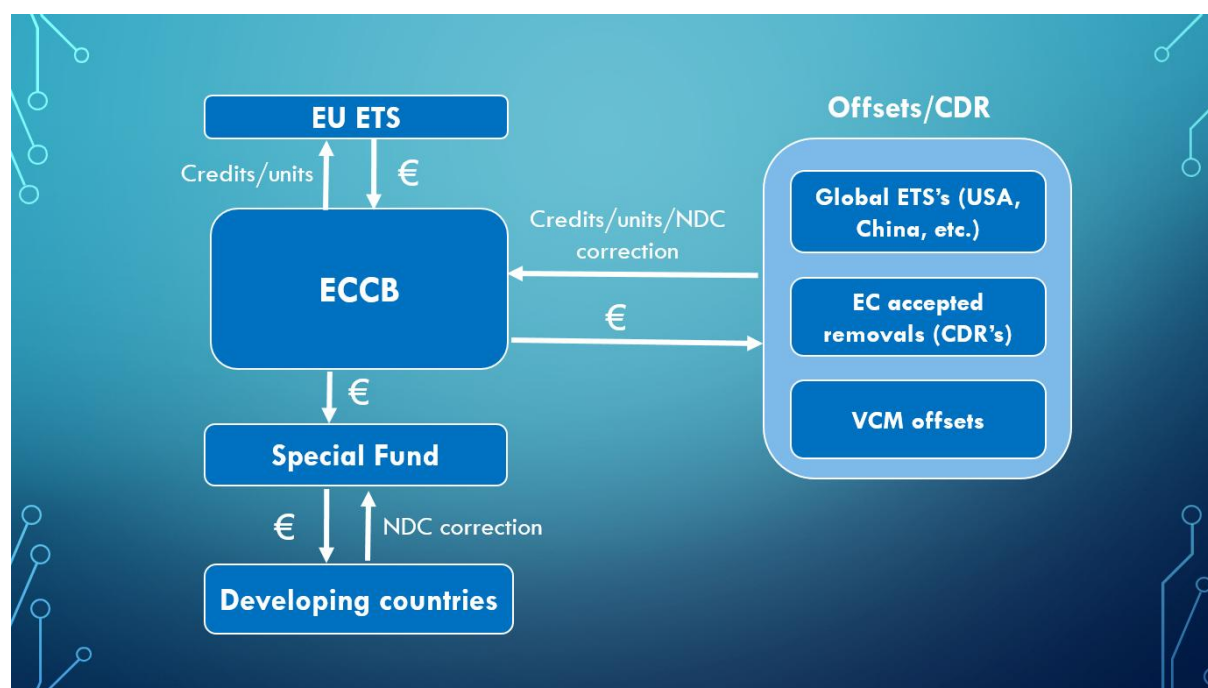 EU ETS
Credits/units
€
ECCB
€
Special Fund
€
NDC correction
Developing countries
Credits/units/NDC
correction
€
Offsets/CDR
Global ETS's (USA,
China, etc.)
EC accepted
removals (CDR's)
VCM offsets